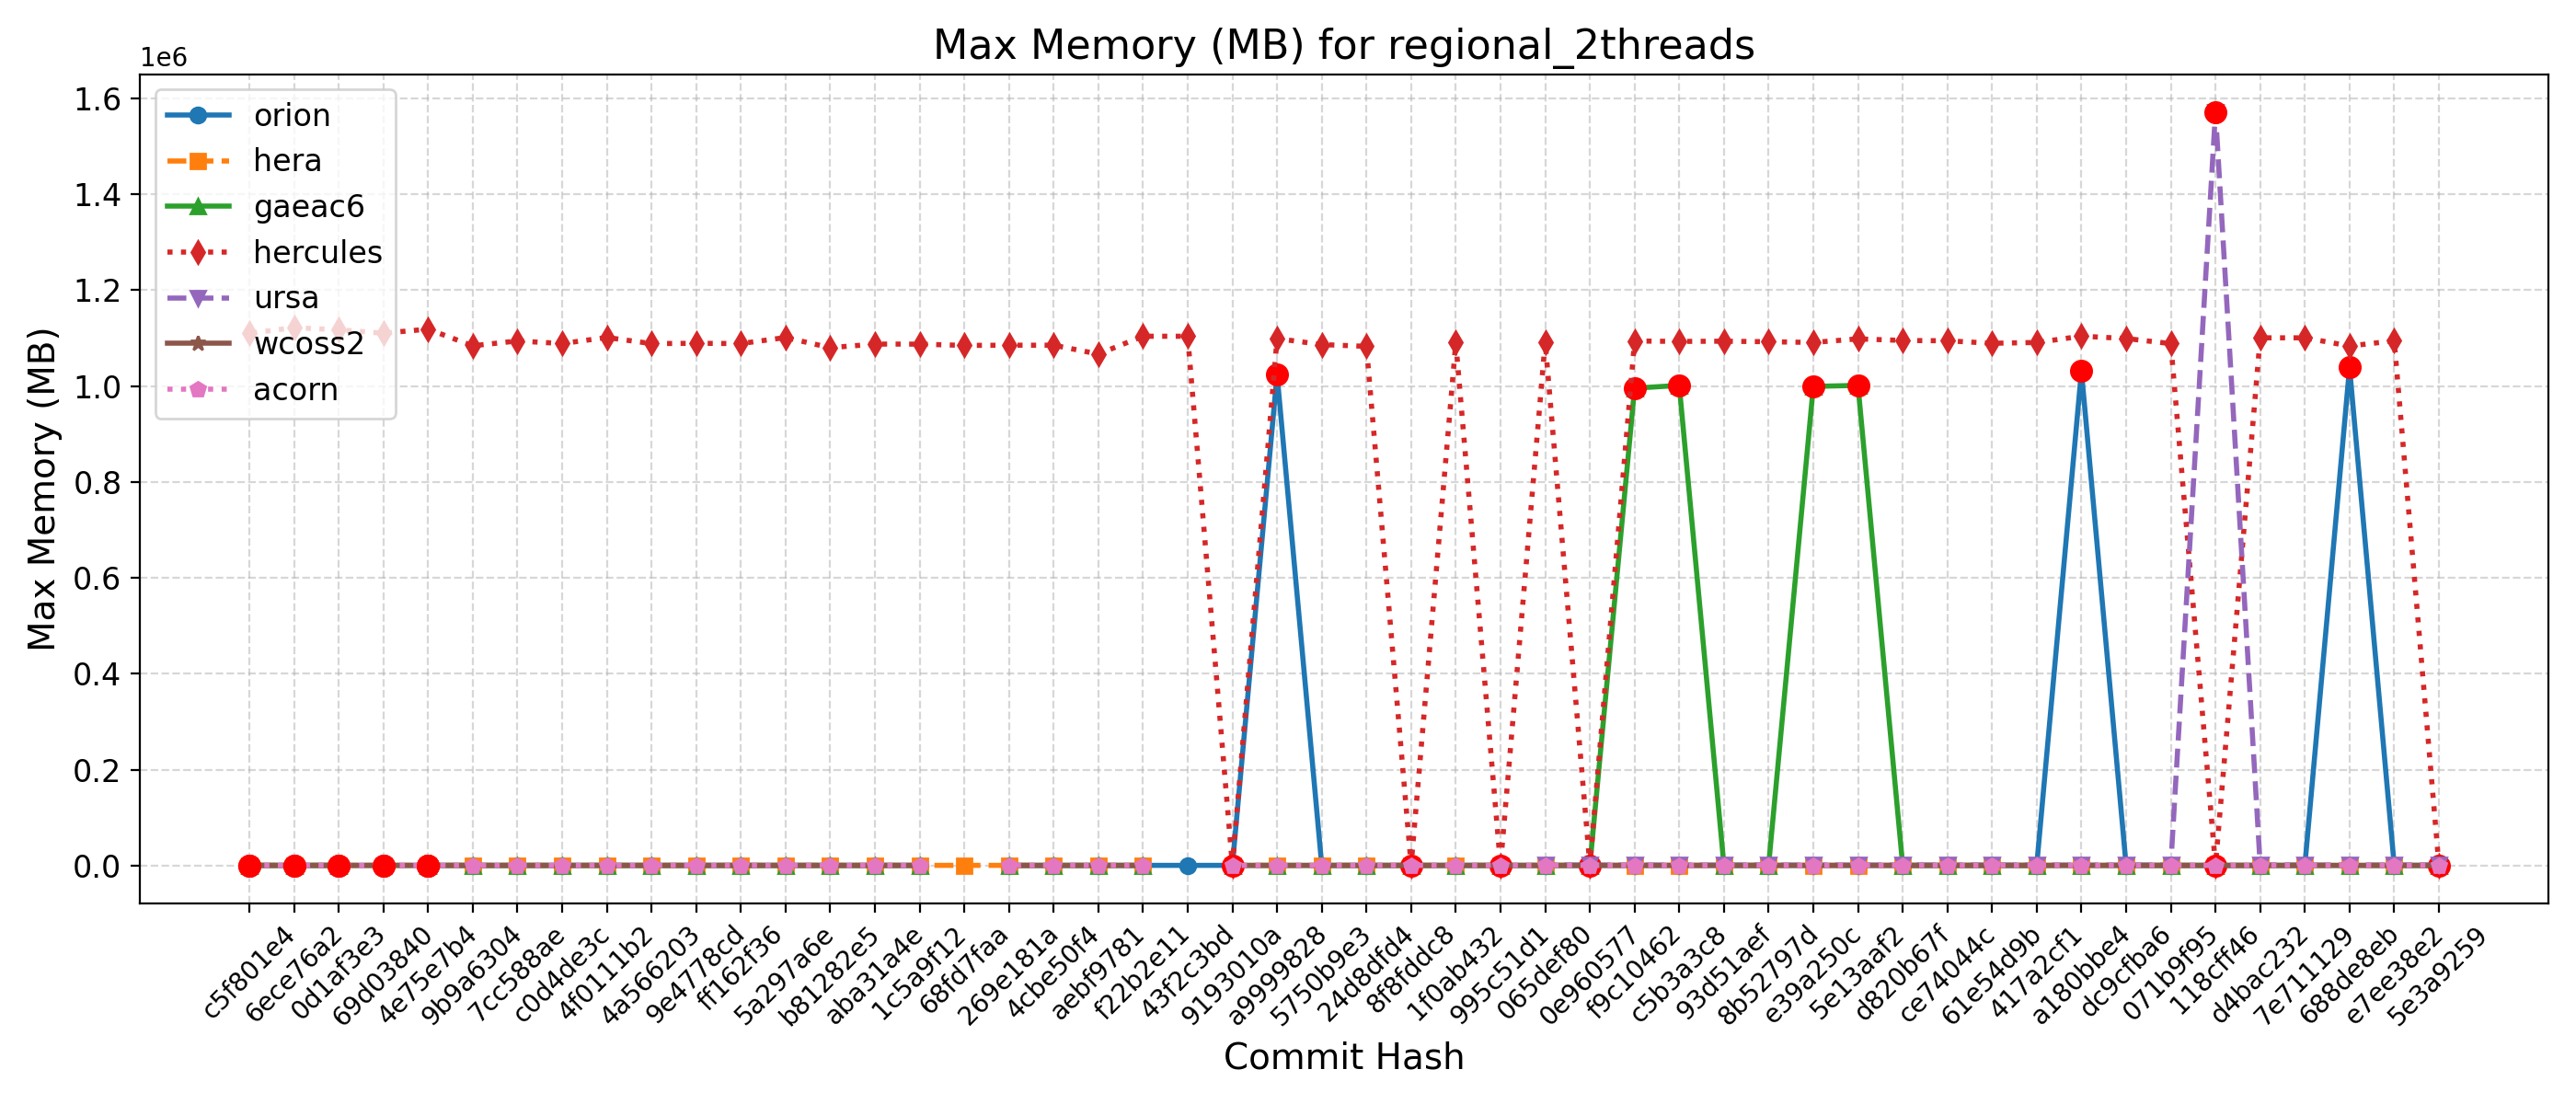 Max Memory (MB) for regional_2threads
1e6
1.6
1.4
1.2
1.0
0.8
0.6
0.4
0.2
0.0
Max Memory (MB)
orion
hera
gaeac6
hercules
ursa
wcoss2
acorn
c5f801e4
6ece76a2
0d1af3e3
69d03840
4e75e7b4
9b9a6304
7cc588ae
c0d4de3c
4f0111b2
4a566203
9e4778cd
ff162f36
5a297a6e
b81282e5
aba31a4e
1c5a9f12
68fd7faa
269e181a
4cbe50f4
aebf9781
f22b2e11
43f2c3bd
9193010a
a9999828
5750b9e3
24d8dfd4
8f8fddc8
1f0ab432
995c51d1
065def80
0e960577
f9c10462
c5b3a3c8
93d51aef
8b52797d
e39a250c
5e13aaf2
d820b67f
ce74044c
61e54d9b
417a2cf1
a180bbe4
dc9cfba6
071b9f95
118cff46
d4bac232
7e711129
688de8eb
e7ee38e2
5e3a9259
Commit Hash